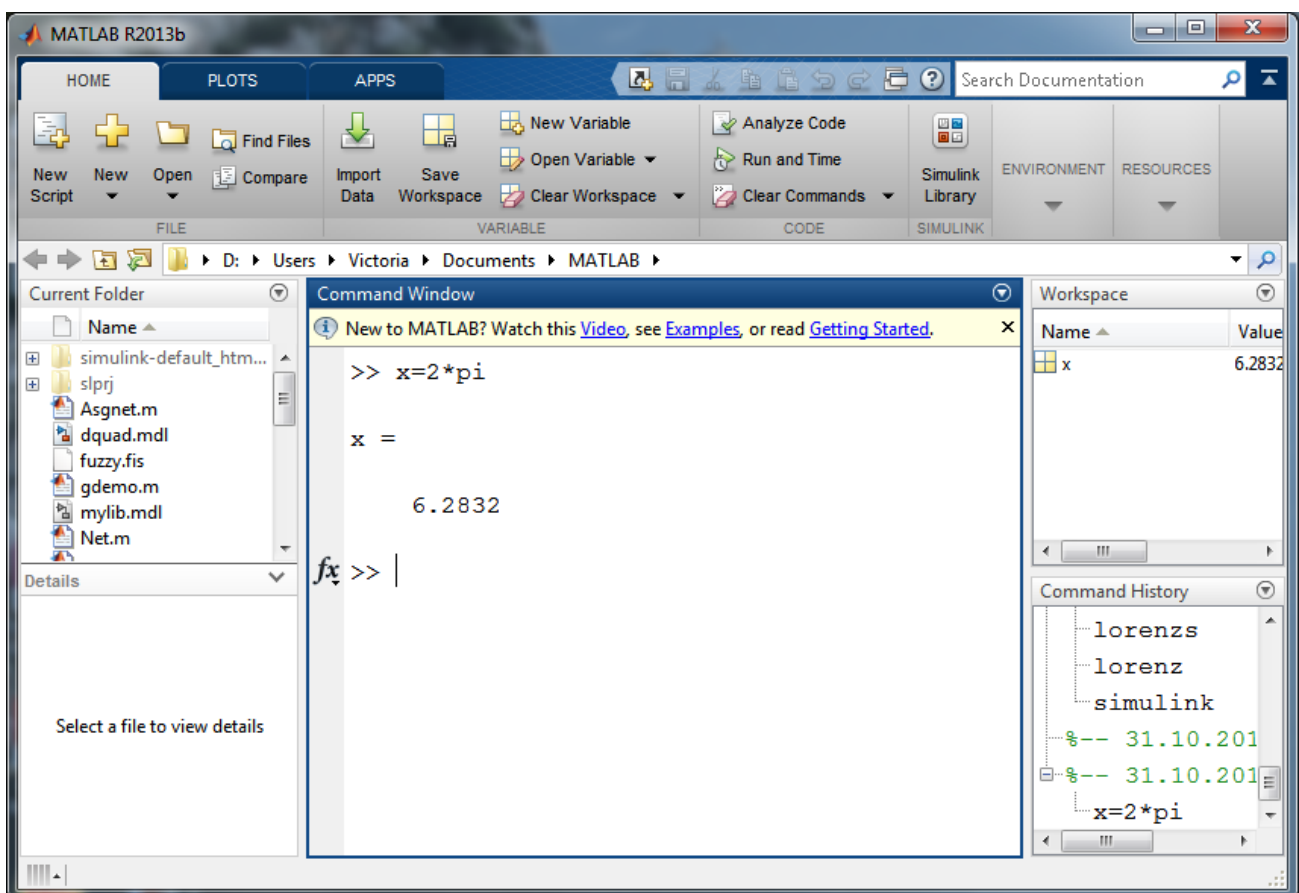 MATLAB R2013b
HOME PLOTS APPS Search Documentation
New Script
New
Open
Find Files
Compare
FILE
Import Data
Save Workspace
New Variable
Open Variable
Clear Workspace
VARIABLE
Analyze Code
Run and Time
Clear Commands
CODE
Simulink Library
SIMULINK
ENVIRONMENT
RESOURCES
D: Users Victoria Documents MATLAB
Current Folder
Name
simulink-default_htm...
slprj
Asgnet.m
dquad.mdl
fuzzy.fis
gdemo.m
mylib.mdl
Net.m
Details
Select a file to view details
Command Window
New to MATLAB? Watch this Video, see Examples, or read Getting Started.
>> x=2*pi
x =
6.2832
fx >>
Workspace
Name Value
x 6.2832
Command History
lorenzs
lorenz
simulink
%-- 31.10.201
%-- 31.10.201
x=2*pi